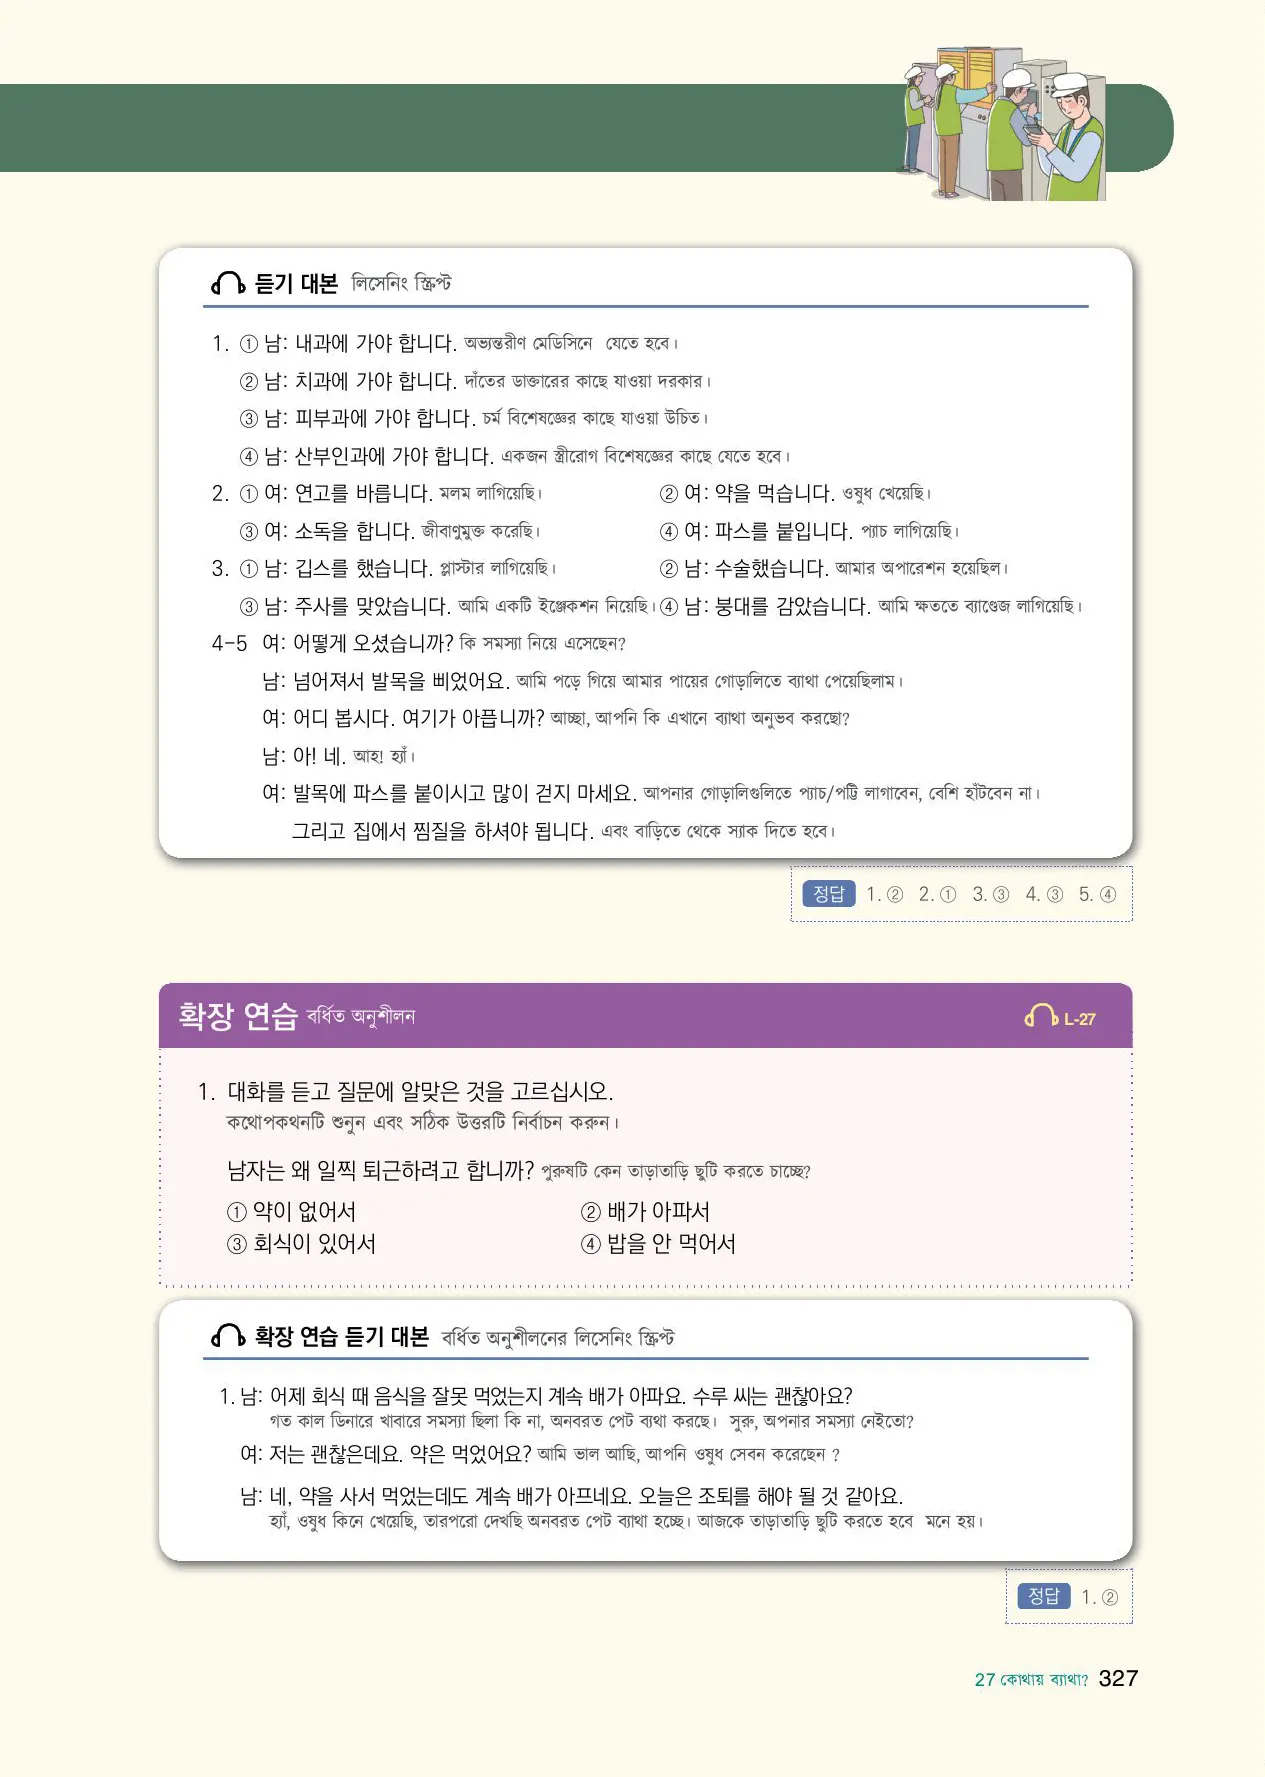 듣기 대본 লিসেনিং স্ক্রিপ্ট
1. ① 남: 내과에 가야 합니다. অভ্যন্তরীণ মেডিসিনে যেতে হবে।
② 남: 치과에 가야 합니다. দাঁতের ডাক্তারের কাছে যাওয়া দরকার।
③ 남: 피부과에 가야 합니다. চর্ম বিশেষজ্ঞের কাছে যাওয়া উচিত।
④ 남: 산부인과에 가야 합니다. একজন স্ত্রীরোগ বিশেষজ্ঞের কাছে যেতে হবে।
2. ① 여: 연고를 바릅니다. মলম লাগিয়েছি। ② 여: 약을 먹습니다. ওষুধ খেয়েছি।
③ 여: 소독을 합니다. জীবাণুমুক্ত করেছি। ④ 여: 파스를 붙입니다. প্যাচ লাগিয়েছি।
3. ① 남: 깁스를 했습니다. প্লাস্টার লাগিয়েছি। ② 남: 수술했습니다. আমার অপারেশন হয়েছিল।
③ 남: 주사를 맞았습니다. আমি একটি ইঞ্জেকশন নিয়েছি। ④ 남: 붕대를 감았습니다. আমি ক্ষততে ব্যাণ্ডেজ লাগিয়েছি।
4-5 여: 어떻게 오셨습니까? কি সমস্যা নিয়ে এসেছেন?
남: 넘어져서 발목을 삐었어요. আমি পড়ে গিয়ে আমার পায়ের গোড়ালিতে ব্যাথা পেয়েছিলাম।
여: 어디 봅시다. 여기가 아픕니까? আচ্ছা, আপনি কি এখানে ব্যাথা অনুভব করছো?
남: 아! 네. আহ! হ্যাঁ।
여: 발목에 파스를 붙이시고 많이 걷지 마세요. আপনার গোড়ালিগুলিতে প্যাচ/পট্টি লাগাবেন, বেশি হাঁটবেন না।
그리고 집에서 찜질을 하셔야 됩니다. এবং বাড়িতে থেকে স্যাক দিতে হবে।
정답 1. ② 2. ① 3. ③ 4. ③ 5. ④
확장 연습 বর্ধিত অনুশীলন L-27
1. 대화를 듣고 질문에 알맞은 것을 고르십시오.
কথোপকথনটি শুনুন এবং সঠিক উত্তরটি নির্বাচন করুন।
남자는 왜 일찍 퇴근하려고 합니까? পুরুষটি কেন তাড়াতাড়ি ছুটি করতে চাচ্ছে?
① 약이 없어서 ② 배가 아파서
③ 회식이 있어서 ④ 밥을 안 먹어서
확장 연습 듣기 대본 বর্ধিত অনুশীলনের লিসেনিং স্ক্রিপ্ট
1. 남: 어제 회식 때 음식을 잘못 먹었는지 계속 배가 아파요. 수루 씨는 괜찮아요?
গত কাল ডিনারে খাবারে সমস্যা ছিলা কি না, অনবরত পেট ব্যথা করছে। সুরু, অপনার সমস্যা নেইতো?
여: 저는 괜찮은데요. 약은 먹었어요? আমি ভাল আছি, আপনি ওষুধ সেবন করেছেন ?
남: 네, 약을 사서 먹었는데도 계속 배가 아프네요. 오늘은 조퇴를 해야 될 것 같아요.
হ্যাঁ, ওষুধ কিনে খেয়েছি, তারপরো দেখছি অনবরত পেট ব্যাথা হচ্ছে। আজকে তাড়াতাড়ি ছুটি করতে হবে মনে হয়।
정답 1. ②
27 কোথায় ব্যাথা? 327